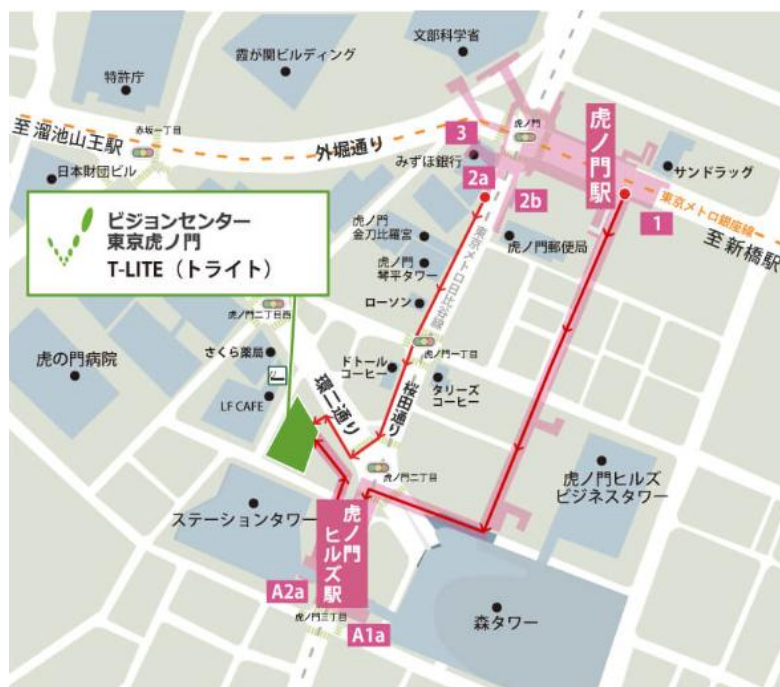 文部科学省
霞が関ビルディング
特許庁
至溜池山王駅
赤坂一丁目
外堀通り
虎ノ門
3
みずほ銀行
2a
2b
虎ノ門駅
サンドラッグ
1
東京メトロ銀座線
至新橋駅
日本財団ビル
ビジョンセンター
東京虎ノ門
T-LITE（トライト）
虎ノ門
金刀比羅宮
虎ノ門郵便局
虎ノ門
琴平タワー
東京メトロ日比谷線
ローソン
虎ノ門二丁目西
虎ノ門一丁目
さくら薬局
ドトール
コーヒー
タリーズ
コーヒー
虎の門病院
LF CAFE
環二通り
桜田通り
虎ノ門二丁目
虎ノ門ヒルズ
ビジネスタワー
ステーションタワー
虎ノ門
ヒルズ駅
A2a
虎ノ門三丁目
A1a
森タワー